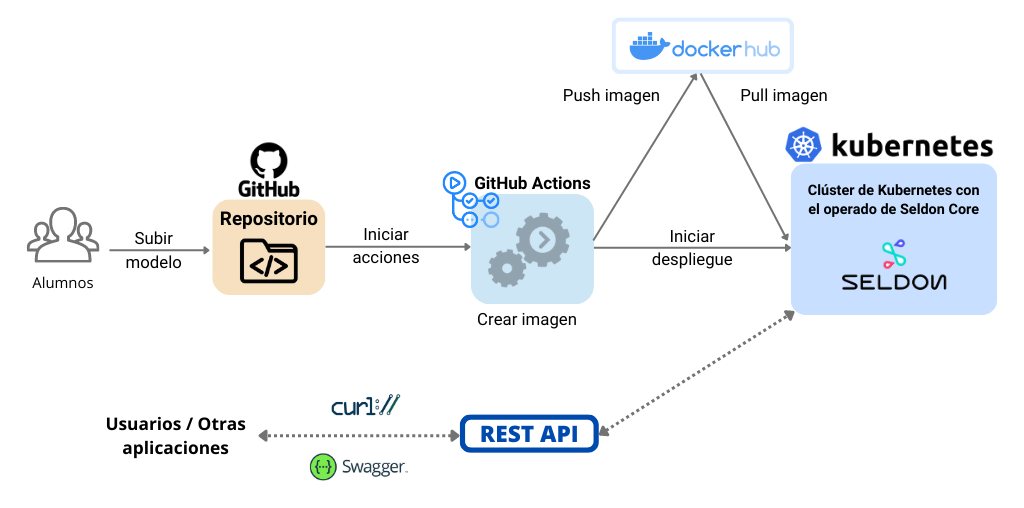 docker hub
Push imagen
Pull imagen
kubernetes
Clúster de Kubernetes con
el operado de Seldon Core
SELDON
GitHub
Repositorio
</>
GitHub Actions
Alumnos
Subir
modelo
Iniciar
acciones
Iniciar
despliegue
Crear imagen
Usuarios / Otras
aplicaciones
curl://
{··}
Swagger
REST API